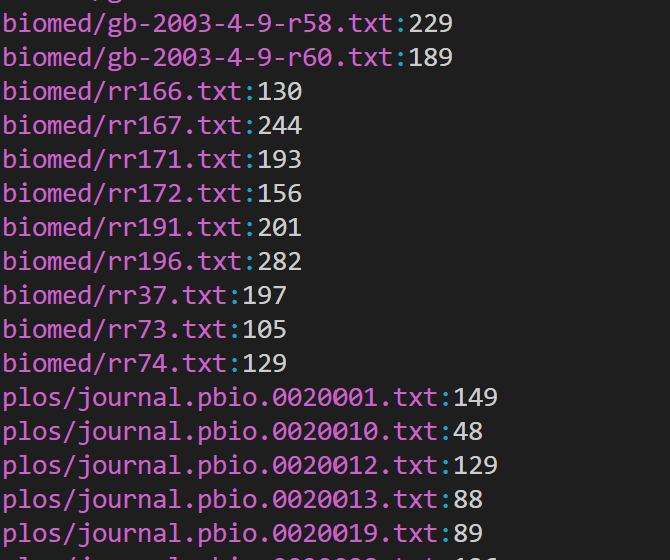 biomed/gb-2003-4-9-r58.txt:229
biomed/gb-2003-4-9-r60.txt:189
biomed/rr166.txt:130
biomed/rr167.txt:244
biomed/rr171.txt:193
biomed/rr172.txt:156
biomed/rr191.txt:201
biomed/rr196.txt:282
biomed/rr37.txt:197
biomed/rr73.txt:105
biomed/rr74.txt:129
plos/journal.pbio.0020001.txt:149
plos/journal.pbio.0020010.txt:48
plos/journal.pbio.0020012.txt:129
plos/journal.pbio.0020013.txt:88
plos/journal.pbio.0020019.txt:89